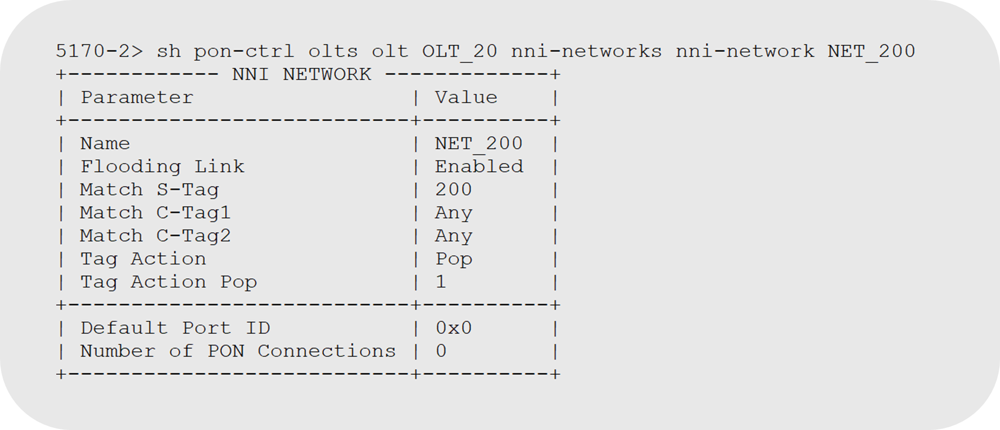 5170-2> sh pon-ctrl olts olt OLT_20 nni-networks nni-network NET_200
+------------ NNI NETWORK -------------+
| Parameter                 | Value    |
+---------------------------+----------+
| Name                      | NET_200  |
| Flooding Link             | Enabled  |
| Match S-Tag               | 200      |
| Match C-Tag1              | Any      |
| Match C-Tag2              | Any      |
| Tag Action                | Pop      |
| Tag Action Pop            | 1        |
+---------------------------+----------+
| Default Port ID           | 0x0      |
| Number of PON Connections | 0        |
+---------------------------+----------+